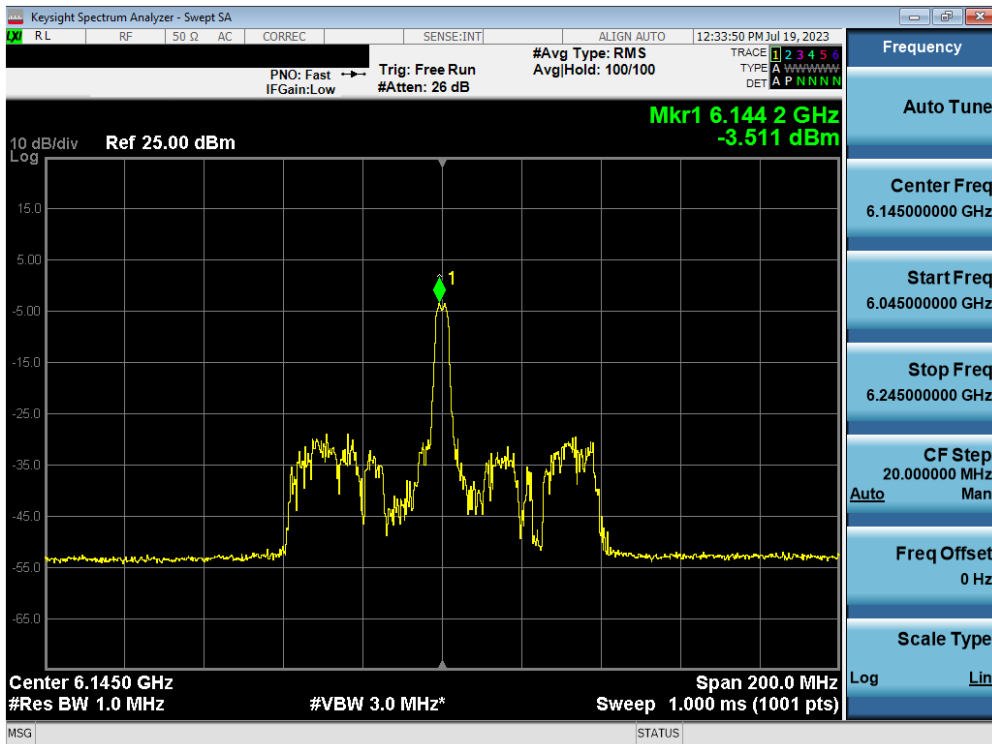 Keysight Spectrum Analyzer - Swept SA
LXI RL RF 50 Ω AC CORREC SENSE:INT ALIGN AUTO 12:33:50 PM Jul 19, 2023
PNO: Fast
IFGain:Low
Trig: Free Run
#Atten: 26 dB
#Avg Type: RMS
Avg|Hold: 100/100
TRACE 1 2 3 4 5 6
TYPE A WWWWW
DET A P N N N N
Mkr1 6.144 2 GHz
-3.511 dBm
10 dB/div Ref 25.00 dBm
Log
15.0
5.00
-5.00
-15.0
-25.0
-35.0
-45.0
-55.0
-65.0
1
Center 6.1450 GHz Span 200.0 MHz
#Res BW 1.0 MHz #VBW 3.0 MHz* Sweep 1.000 ms (1001 pts)
MSG STATUS
Frequency
Auto Tune
Center Freq
6.145000000 GHz
Start Freq
6.045000000 GHz
Stop Freq
6.245000000 GHz
CF Step
20.000000 MHz
Auto Man
Freq Offset
0 Hz
Scale Type
Log Lin